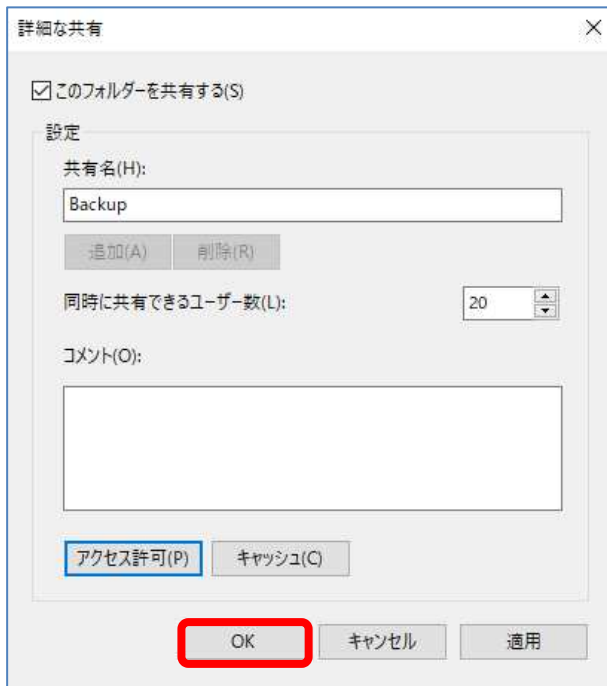 詳細な共有
このフォルダーを共有する(S)
設定
共有名(H):
Backup
追加(A) 削除(R)
同時に共有できるユーザー数(L): 20
コメント(O):
アクセス許可(P) キャッシュ(C)
OK キャンセル 適用